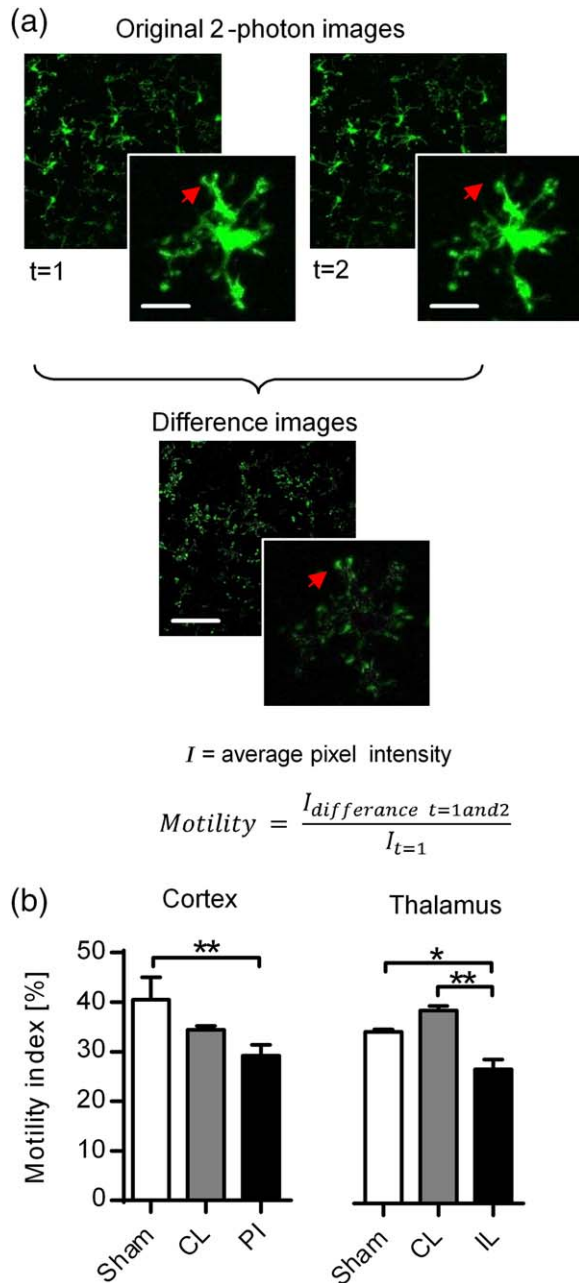 (a)
Original 2-photon images
t=1
t=2
Difference images
I = average pixel intensity
Motility = I_differance t=1and2 / I_t=1
(b)
Cortex
Thalamus
Motility index [%]
50
40
30
20
10
0
**
*
**
Sham
CL
PI
Sham
CL
IL